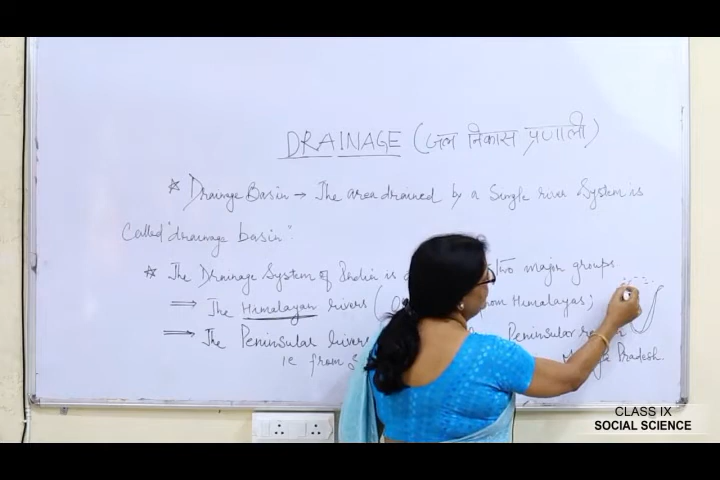 DRAINAGE (जल निकास प्रणाली)
☆ Drainage Basin → The area drained by a Single river System is
Called "drainage basin".
☆ The Drainage System of India is two major groups.
⇒ The Himalayan rivers ( from Himalayas;
⇒ The Peninsular Peninsular
ie from Pradesh.
CLASS IX
SOCIAL SCIENCE